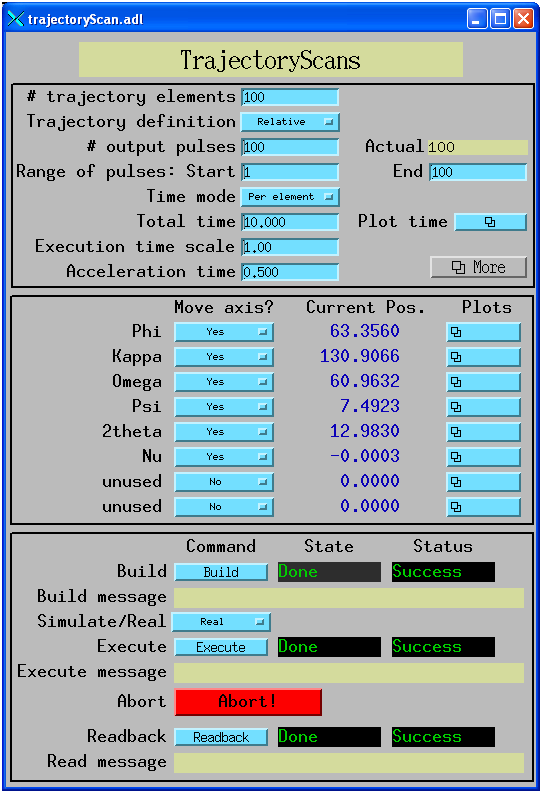 trajectoryScan.adl
TrajectoryScans
# trajectory elements 100
Trajectory definition Relative
# output pulses 100 Actual 100
Range of pulses: Start 1 End 100
Time mode Per element
Total time 10.000 Plot time
Execution time scale 1.00
Acceleration time 0.500 More
Move axis? Current Pos. Plots
Phi Yes 63.3560
Kappa Yes 130.9066
Omega Yes 60.9632
Psi Yes 7.4923
2theta Yes 12.9830
Nu Yes -0.0003
unused No 0.0000
unused No 0.0000
Command State Status
Build Build Done Success
Build message
Simulate/Real Real
Execute Execute Done Success
Execute message
Abort Abort!
Readback Readback Done Success
Read message